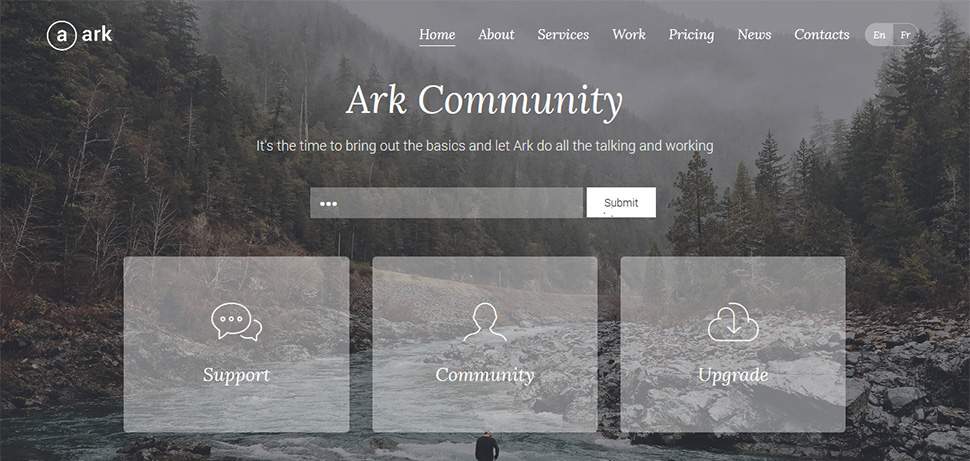 a ark
Home About Services Work Pricing News Contacts En Fr
Ark Community
It's the time to bring out the basics and let Ark do all the talking and working
Submit
Support Community Upgrade